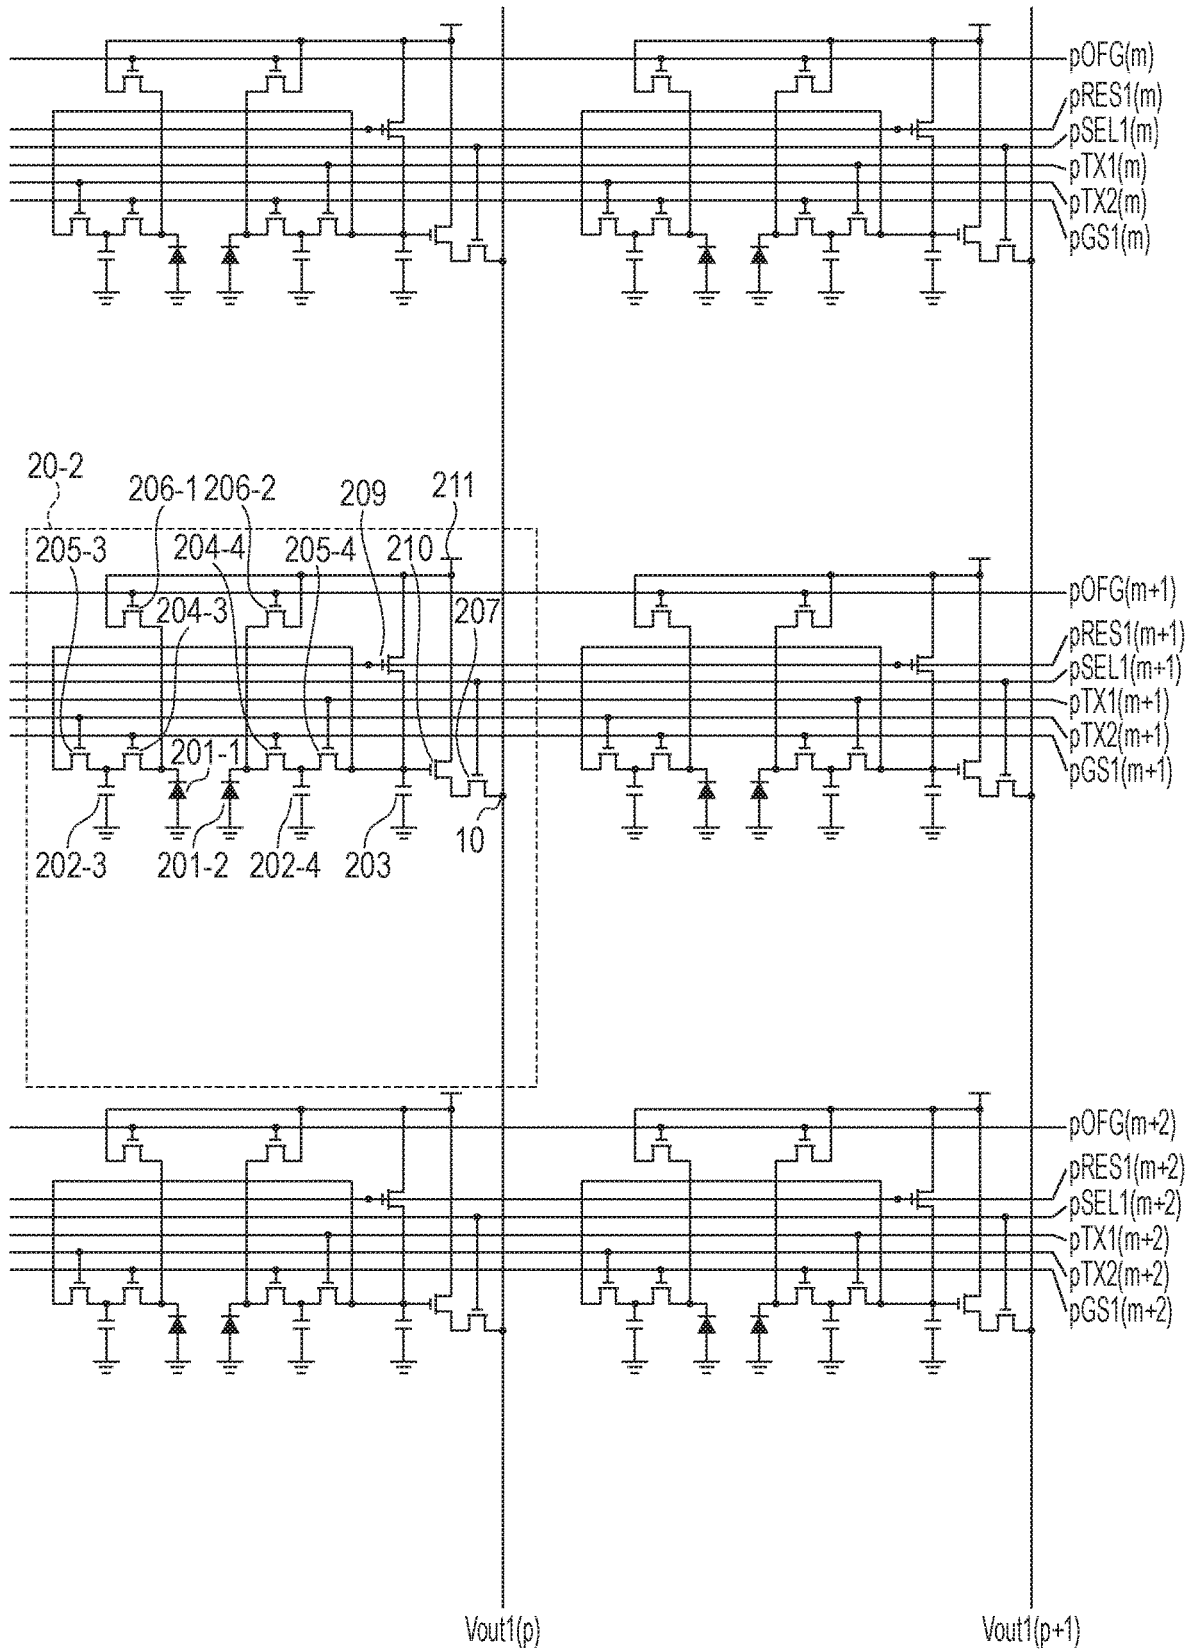 pOFG(m)
pRES1(m)
pSEL1(m)
pTX1(m)
pTX2(m)
pGS1(m)
20-2
206-1 206-2 209 211
205-3 204-4 205-4 210
204-3 207
201-1
202-3 201-2 202-4 203 10
pOFG(m+1)
pRES1(m+1)
pSEL1(m+1)
pTX1(m+1)
pTX2(m+1)
pGS1(m+1)
pOFG(m+2)
pRES1(m+2)
pSEL1(m+2)
pTX1(m+2)
pTX2(m+2)
pGS1(m+2)
Vout1(p) Vout1(p+1)